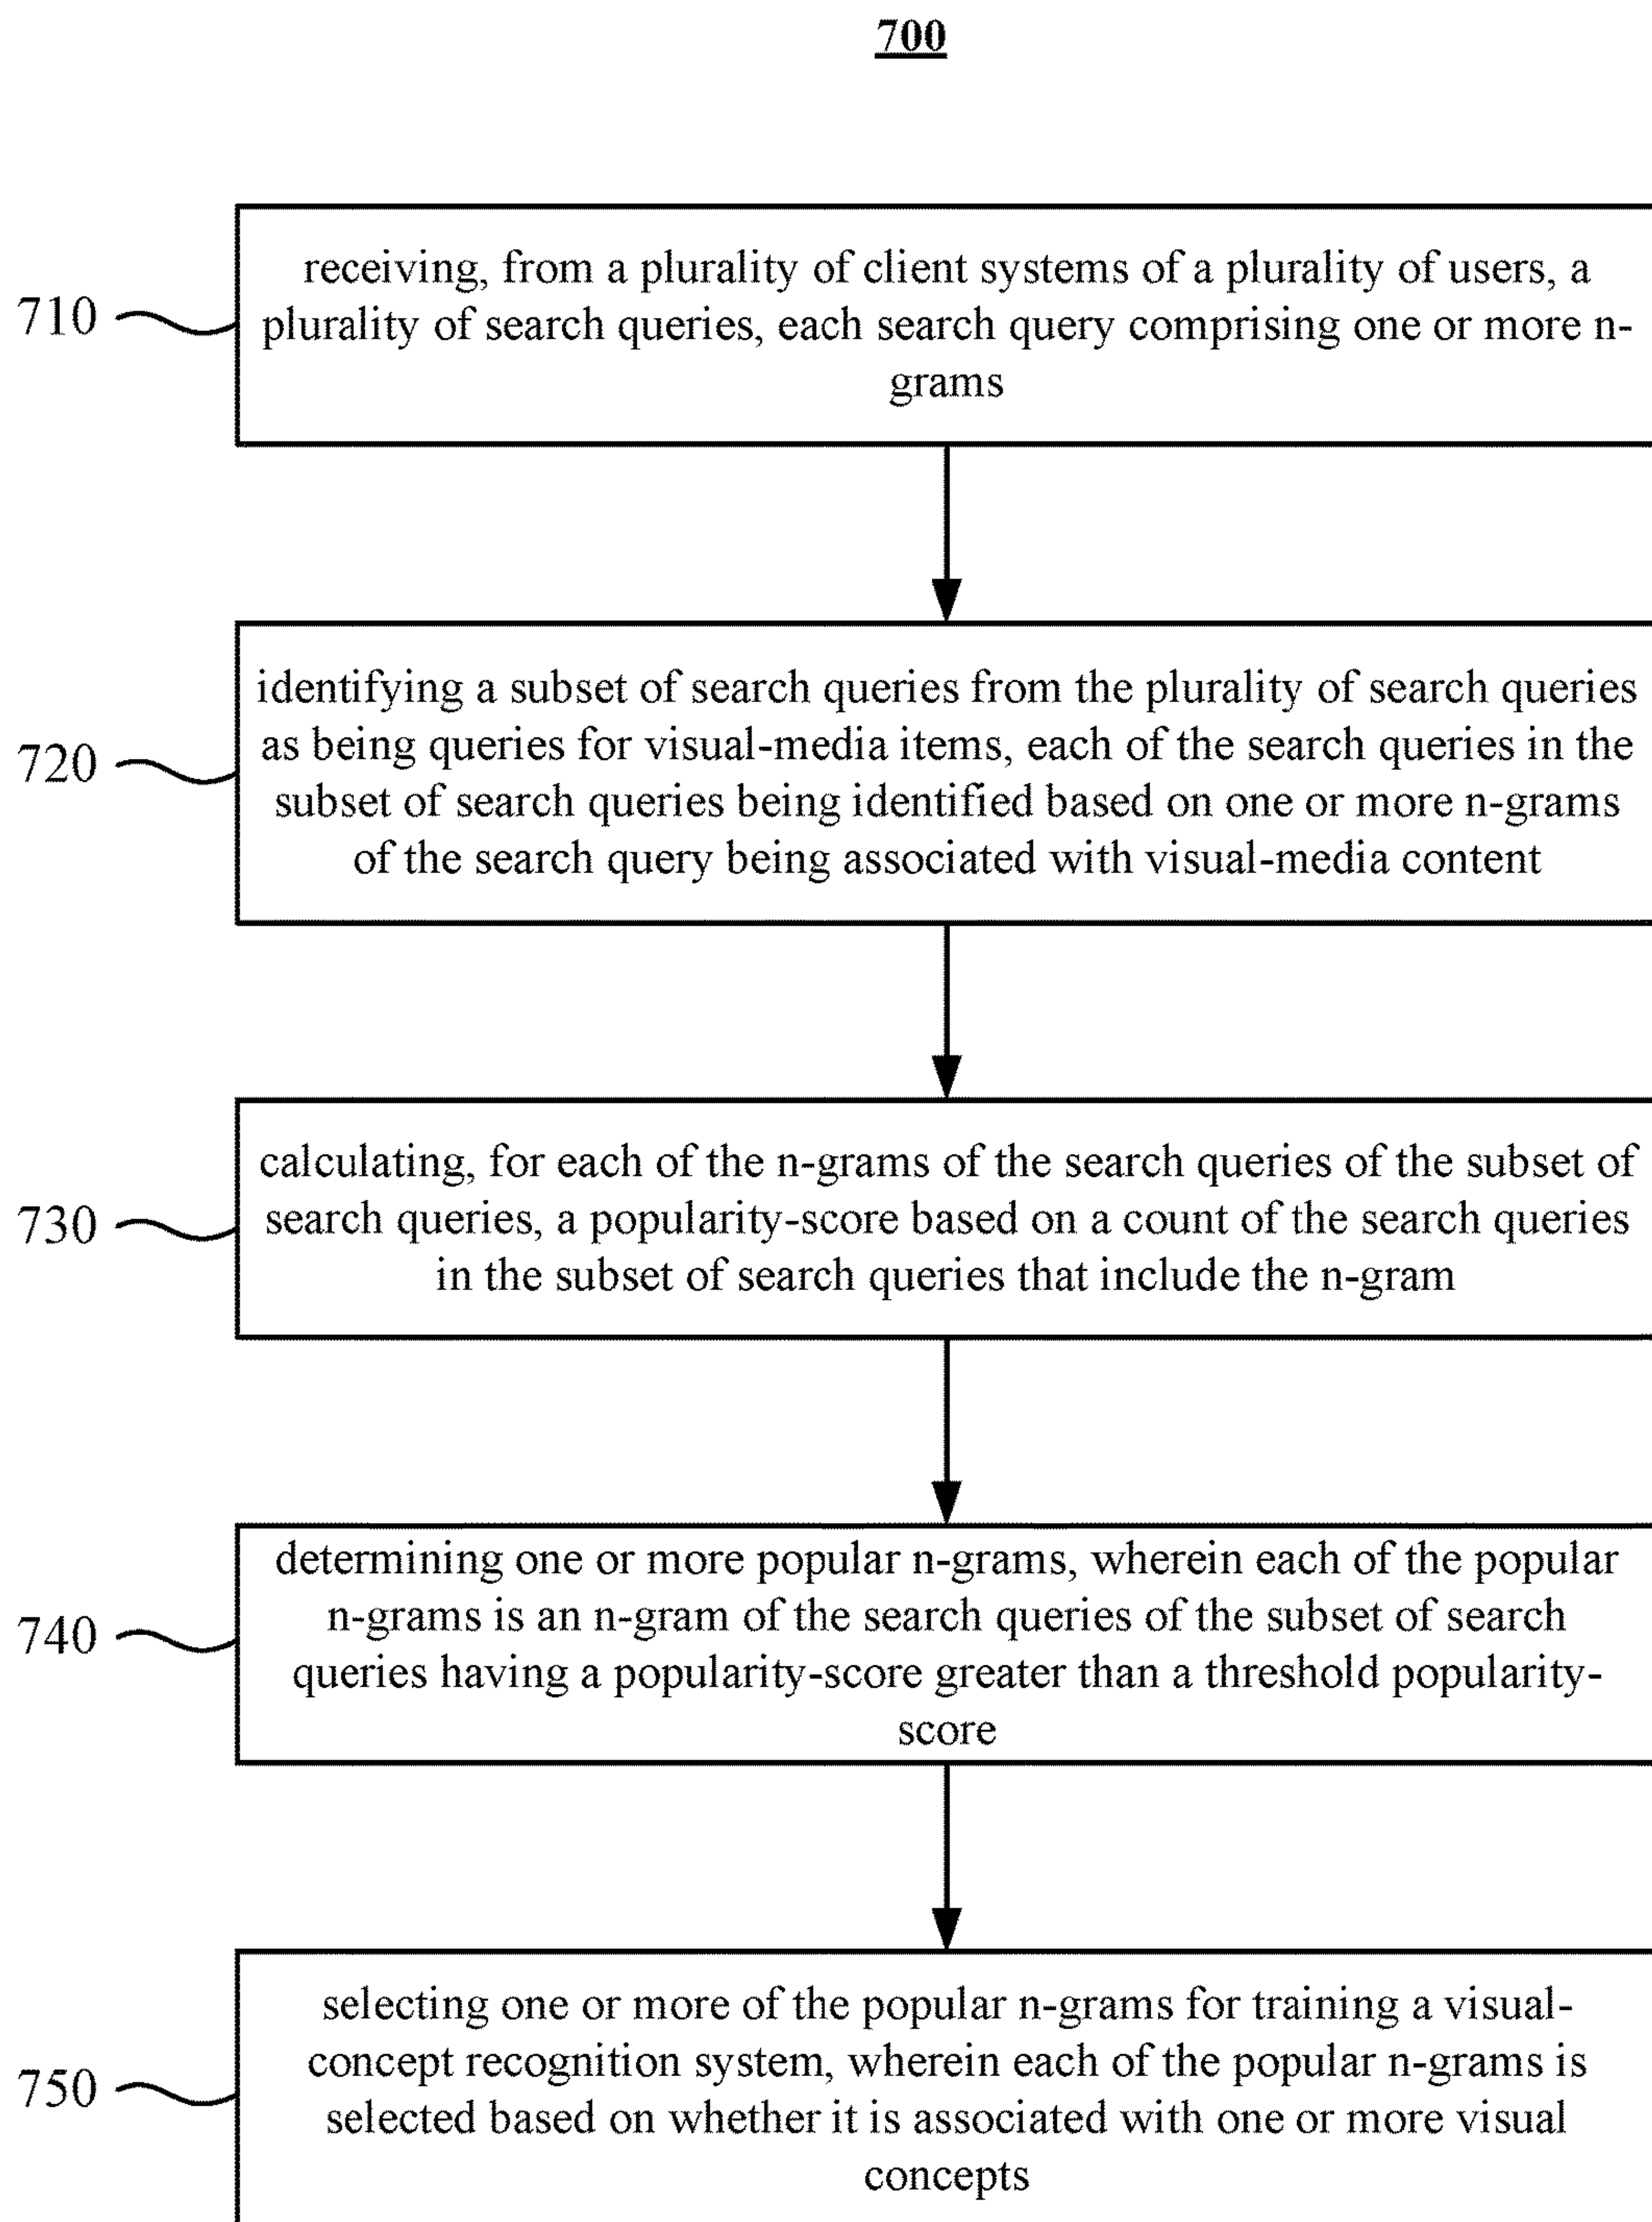 700
710
receiving, from a plurality of client systems of a plurality of users, a
plurality of search queries, each search query comprising one or more n-
grams
720
identifying a subset of search queries from the plurality of search queries
as being queries for visual-media items, each of the search queries in the
subset of search queries being identified based on one or more n-grams
of the search query being associated with visual-media content
730
calculating, for each of the n-grams of the search queries of the subset of
search queries, a popularity-score based on a count of the search queries
in the subset of search queries that include the n-gram
740
determining one or more popular n-grams, wherein each of the popular
n-grams is an n-gram of the search queries of the subset of search
queries having a popularity-score greater than a threshold popularity-
score
750
selecting one or more of the popular n-grams for training a visual-
concept recognition system, wherein each of the popular n-grams is
selected based on whether it is associated with one or more visual
concepts